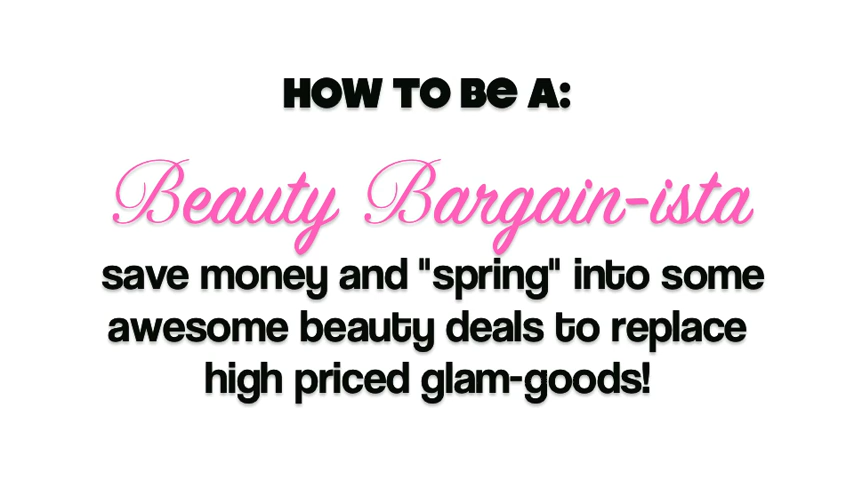 HOW TO Be A:
Beauty Bargain-ista
save money and "spring" into some
awesome beauty deals to replace
high priced glam-goods!